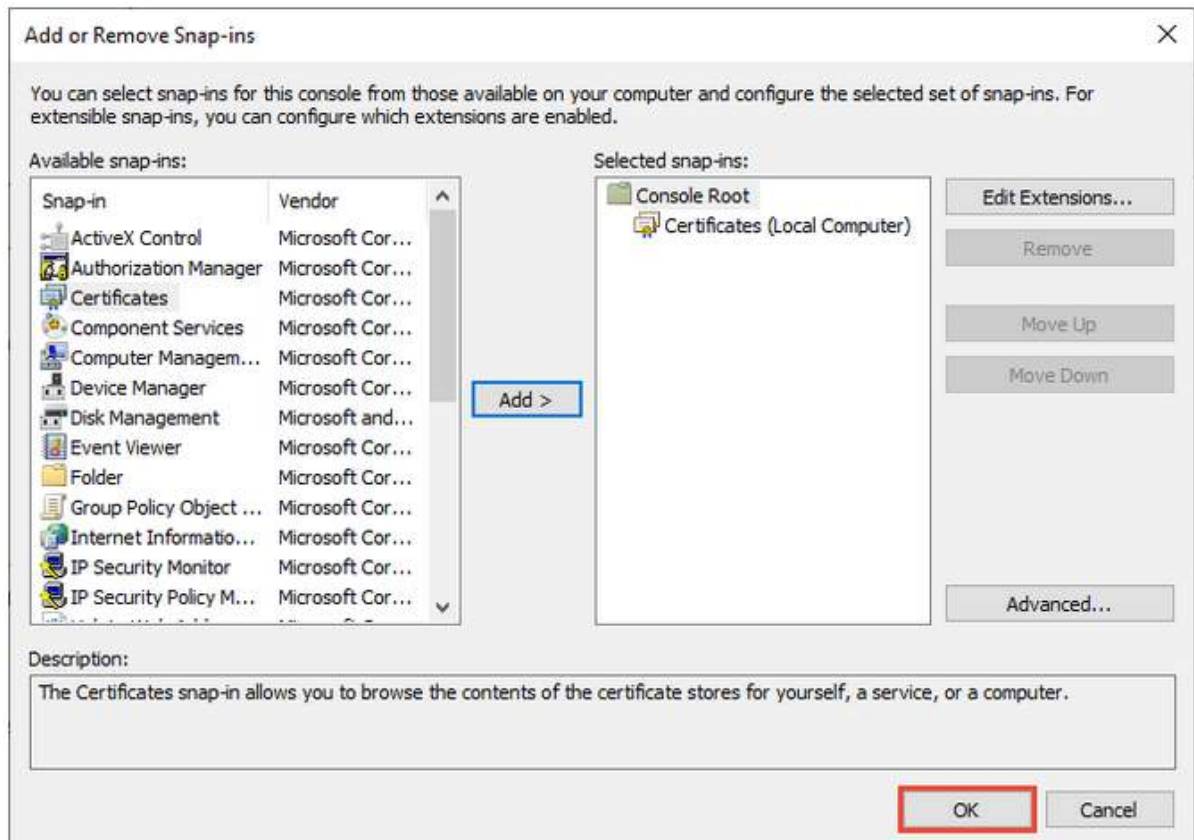 Add or Remove Snap-ins
You can select snap-ins for this console from those available on your computer and configure the selected set of snap-ins. For
extensible snap-ins, you can configure which extensions are enabled.
Available snap-ins:
Snap-in Vendor
ActiveX Control Microsoft Cor...
Authorization Manager Microsoft Cor...
Certificates Microsoft Cor...
Component Services Microsoft Cor...
Computer Managem... Microsoft Cor...
Device Manager Microsoft Cor...
Disk Management Microsoft and...
Event Viewer Microsoft Cor...
Folder Microsoft Cor...
Group Policy Object ... Microsoft Cor...
Internet Informatio... Microsoft Cor...
IP Security Monitor Microsoft Cor...
IP Security Policy M... Microsoft Cor...
Add >
Selected snap-ins:
Console Root
Certificates (Local Computer)
Edit Extensions...
Remove
Move Up
Move Down
Advanced...
Description:
The Certificates snap-in allows you to browse the contents of the certificate stores for yourself, a service, or a computer.
OK
Cancel